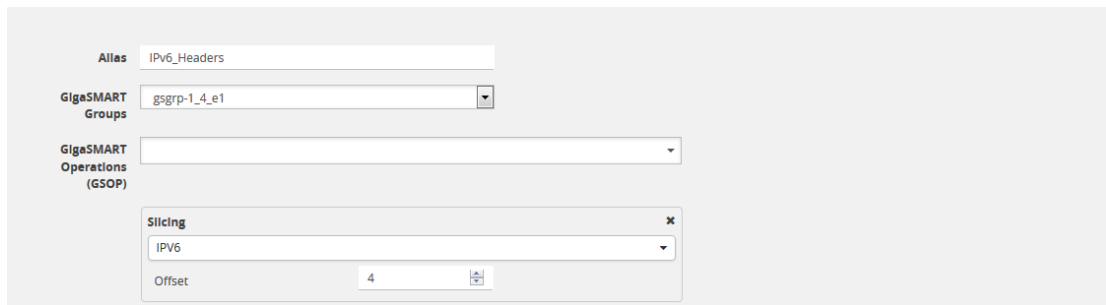 Alias IPv6_Headers
GigaSMART
Groups
gsgrp-1_4_e1
GigaSMART
Operations
(GSOP)
Slicing
IPV6
Offset 4